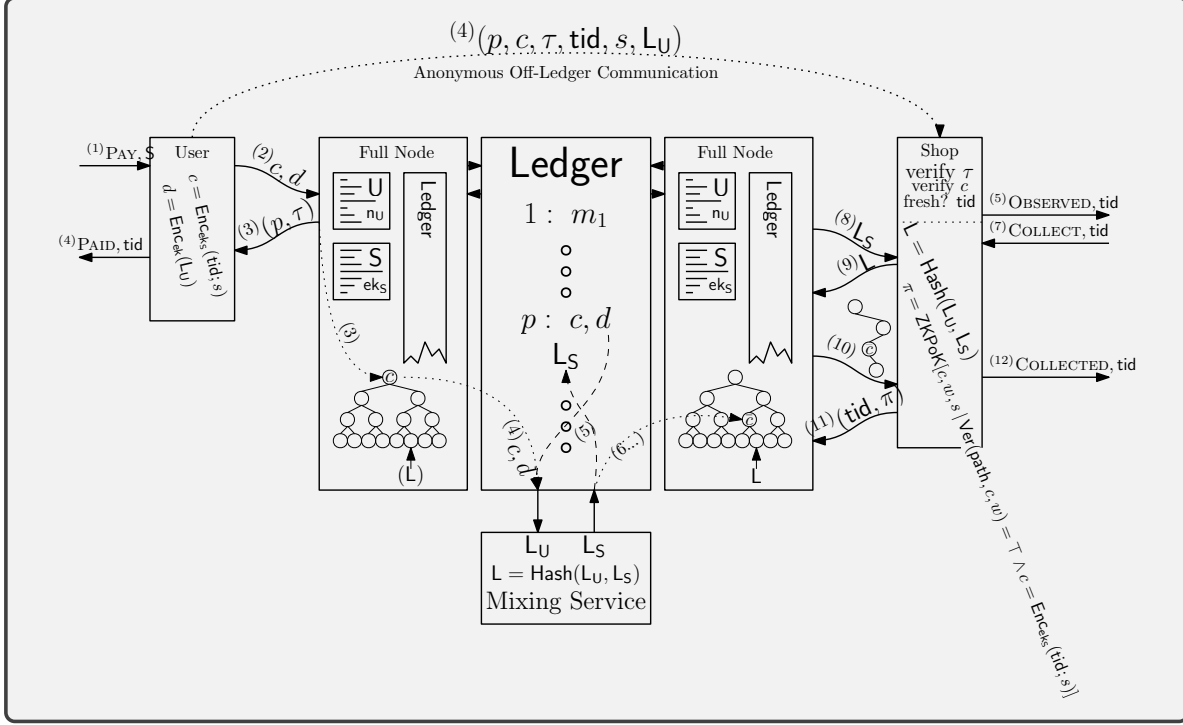 (4)(p, c, τ, tid, s, L_U)
Anonymous Off-Ledger Communication
(1)PAY, S
(4)PAID, tid
User
c = Enc_eks(tid; s)
d = Enc_ek(L_U)
(2)c, d
(3)(p, τ)
Full Node
U
n_U
S
ek_S
Ledger
(3)
c
(L)
Ledger
1 : m_1
p : c, d
L_S
(4)c, d
(5)
(6...)
Full Node
U
n_U
S
ek_S
Ledger
c
L
(8)L_S
(9)L
c
(10)
(11)(tid, π)
Shop
verify τ
verify c
fresh? tid
L = Hash(L_U, L_S)
π = ZKPoK[c, w, s | Ver(path, c, w) = ⊤ ∧ c = Enc_eks(tid; s)]
(5)OBSERVED, tid
(7)COLLECT, tid
(12)COLLECTED, tid
L_U L_S
L = Hash(L_U, L_S)
Mixing Service